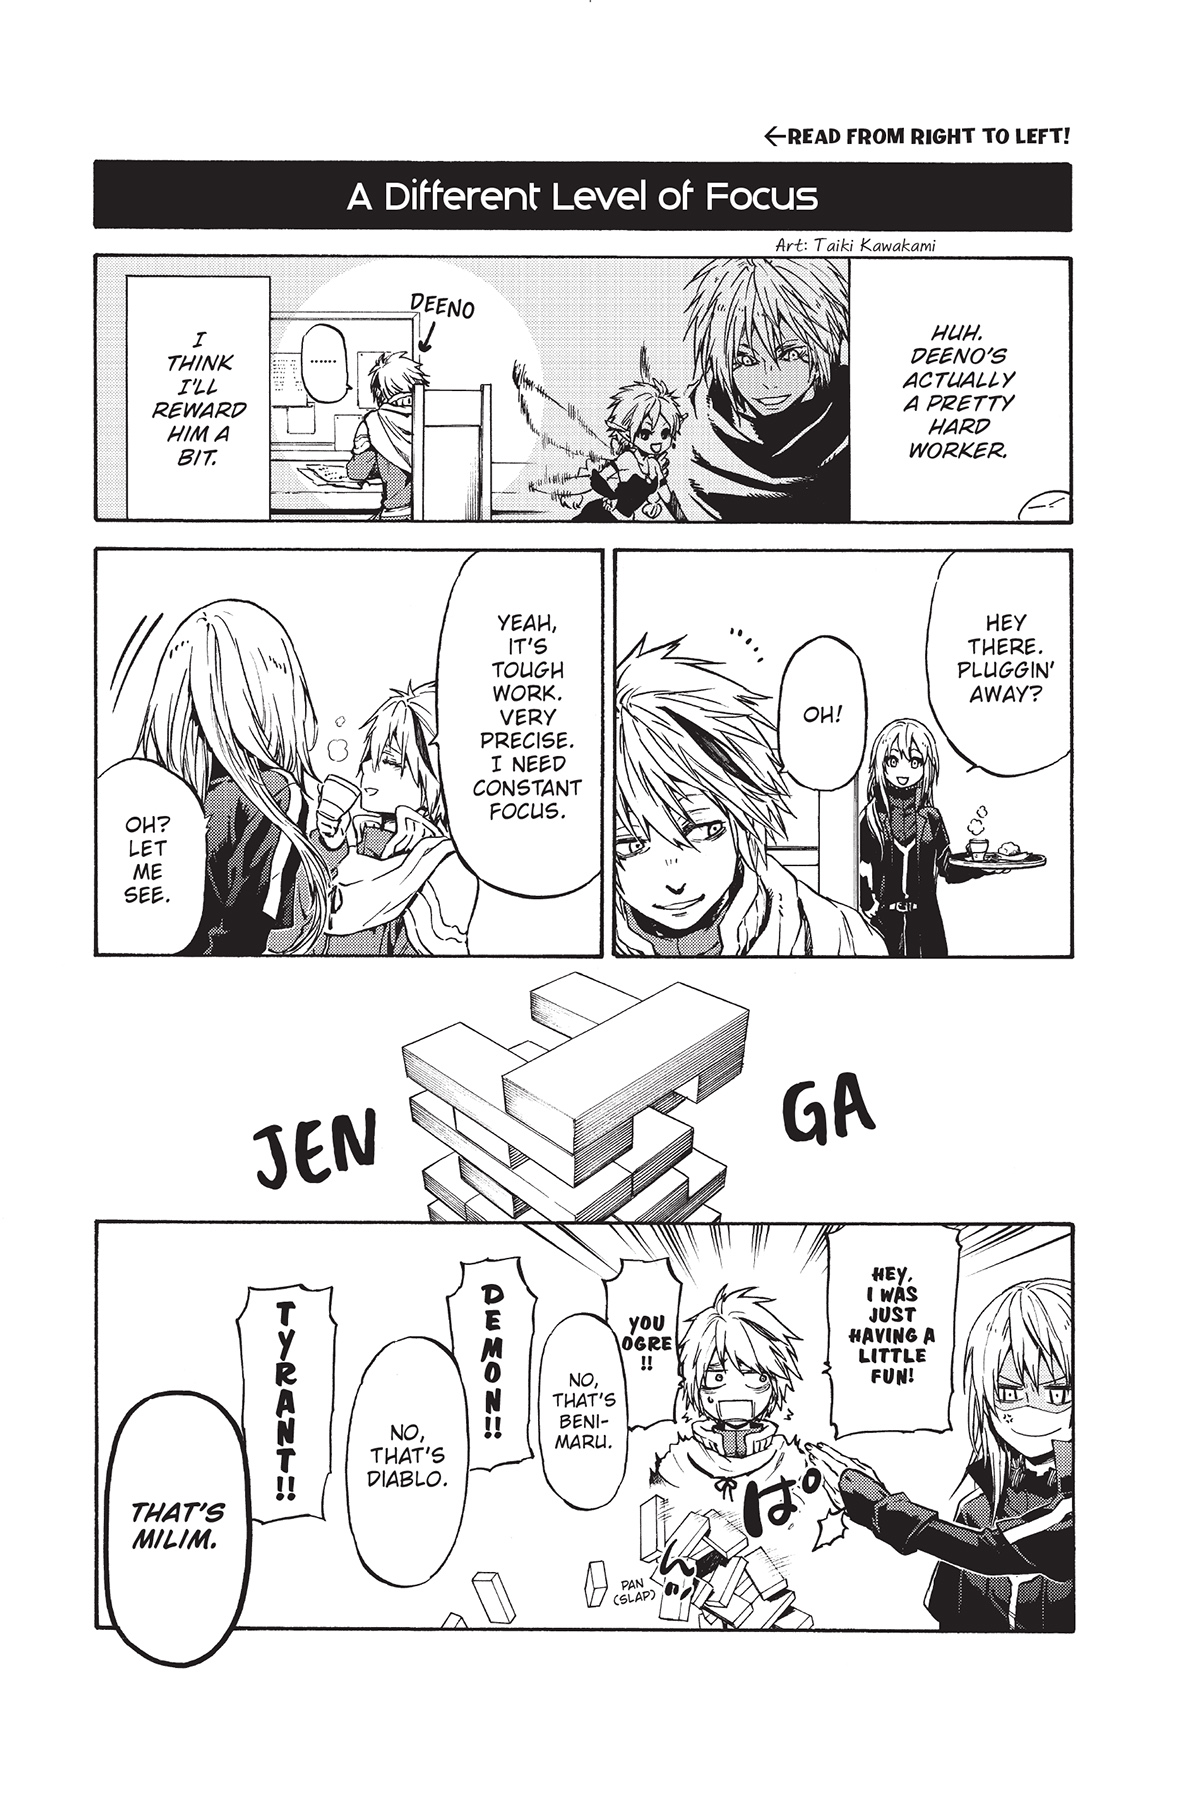 ←READ FROM RIGHT TO LEFT!
A Different Level of Focus
Art: Taiki Kawakami
HUH.
DEENO'S
ACTUALLY
A PRETTY
HARD
WORKER.
DEENO
......
I
THINK
I'LL
REWARD
HIM A
BIT.
HEY
THERE.
PLUGGIN'
AWAY?
OH!
YEAH,
IT'S
TOUGH
WORK.
VERY
PRECISE.
I NEED
CONSTANT
FOCUS.
OH?
LET
ME
SEE.
JEN
GA
HEY,
I WAS
JUST
HAVING A
LITTLE
FUN!
ぱんっ
PAN
(SLAP)
YOU
OGRE
!!
NO,
THAT'S
BENI-
MARU.
DEMON!!
NO,
THAT'S
DIABLO.
TYRANT!!
THAT'S
MILIM.